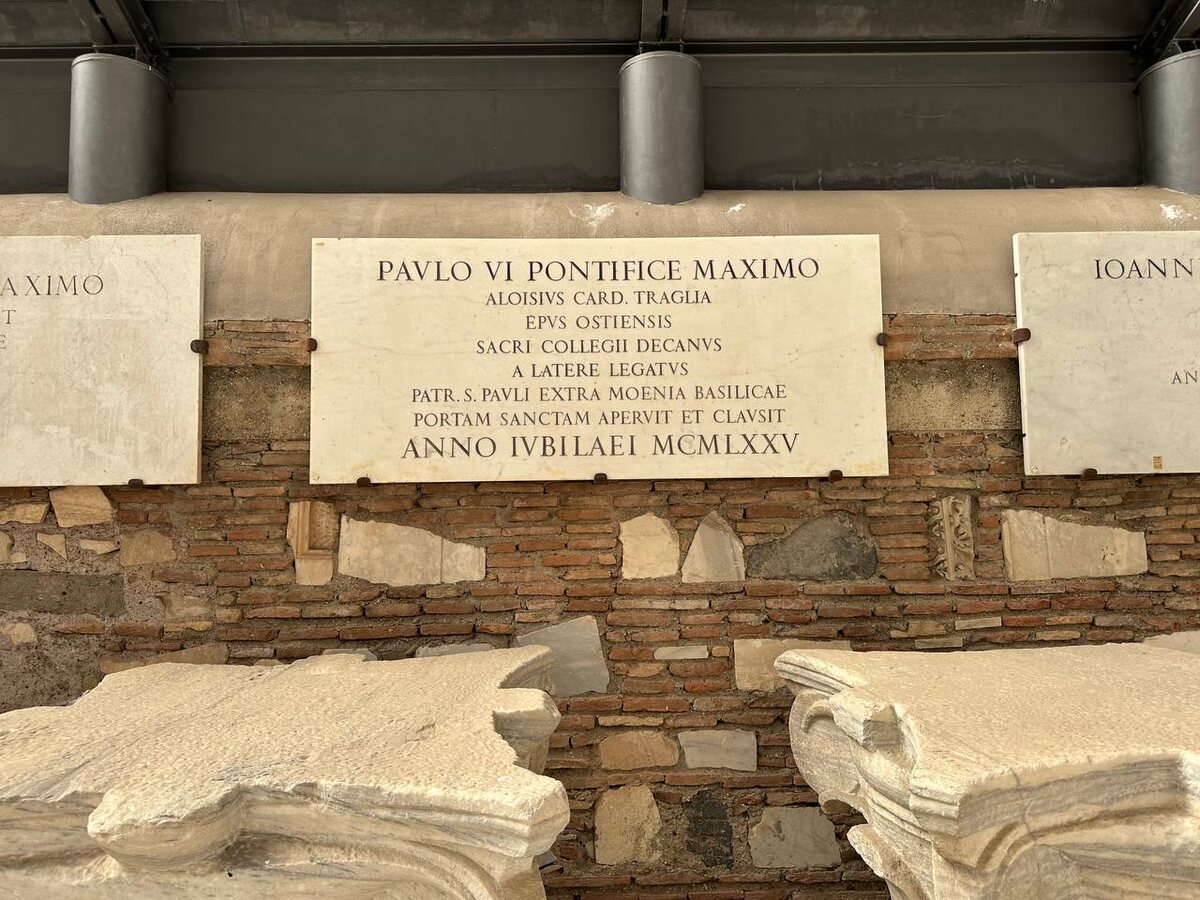 AXIMO
PAVLO VI PONTIFICE MAXIMO
ALOISIVS CARD. TRAGLIA
EPVS OSTIENSIS
SACRI COLLEGII DECANVS
A LATERE LEGATVS
PATR. S. PAVLI EXTRA MOENIA BASILICAE
PORTAM SANCTAM APERVIT ET CLAVSIT
ANNO IVBILAEI MCMLXXV
IOANN
AN